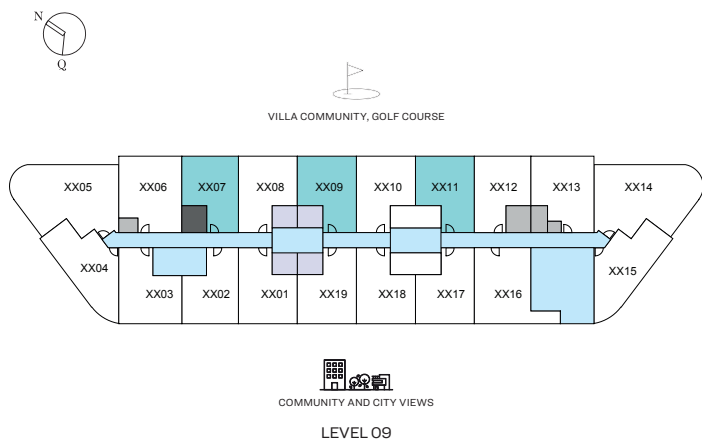 N
Q
VILLA COMMUNITY, GOLF COURSE
XX05 XX06 XX07 XX08 XX09 XX10 XX11 XX12 XX13 XX14
XX04 XX03 XX02 XX01 XX19 XX18 XX17 XX16 XX15
COMMUNITY AND CITY VIEWS
LEVEL 09